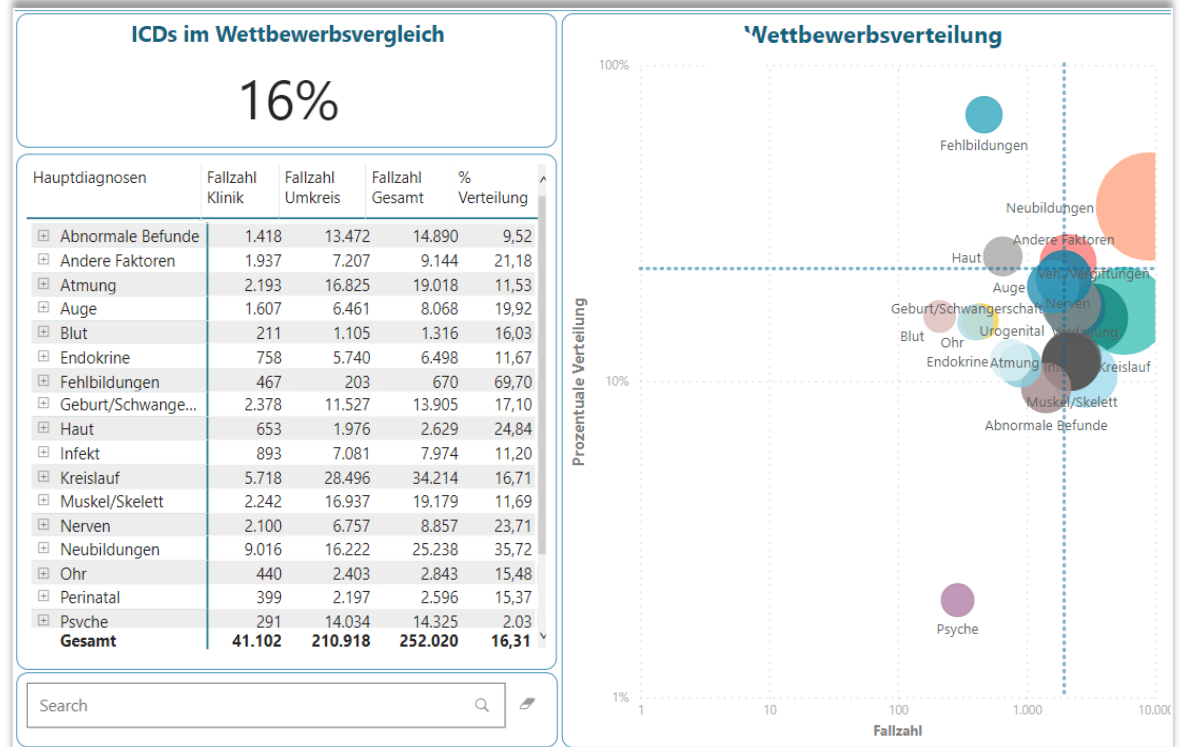 ICDs im Wettbewerbsvergleich
16%
Hauptdiagnosen Fallzahl Klinik Fallzahl Umkreis Fallzahl Gesamt % Verteilung
Abnormale Befunde 1.418 13.472 14.890 9,52
Andere Faktoren 1.937 7.207 9.144 21,18
Atmung 2.193 16.825 19.018 11,53
Auge 1.607 6.461 8.068 19,92
Blut 211 1.105 1.316 16,03
Endokrine 758 5.740 6.498 11,67
Fehlbildungen 467 203 670 69,70
Geburt/Schwange... 2.378 11.527 13.905 17,10
Haut 653 1.976 2.629 24,84
Infekt 893 7.081 7.974 11,20
Kreislauf 5.718 28.496 34.214 16,71
Muskel/Skelett 2.242 16.937 19.179 11,69
Nerven 2.100 6.757 8.857 23,71
Neubildungen 9.016 16.222 25.238 35,72
Ohr 440 2.403 2.843 15,48
Perinatal 399 2.197 2.596 15,37
Psyche 291 14.034 14.325 2,03
Gesamt 41.102 210.918 252.020 16,31
Search
Wettbewerbsverteilung
Prozentuale Verteilung
100%
Fehlbildungen
Neubildungen
Andere Faktoren
Haut
Verl./Vergiftungen
Auge
Geburt/Schwangerschaft
Nerven
Blut
Ohr
Urogenital
Verdauung
Endokrine
Atmung
Kreislauf
10%
Muskel/Skelett
Abnormale Befunde
Psyche
1%
1 10 100 1.000
Fallzahl